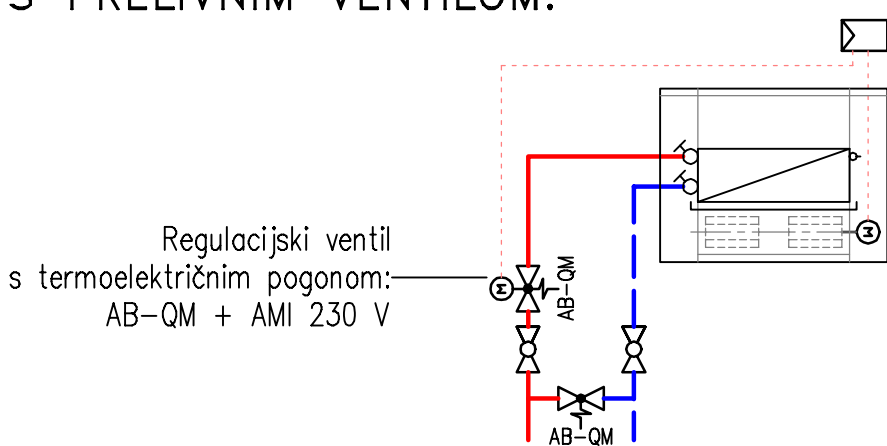 S PRELIVNIM VENTILOM:
Regulacijski ventil
s termoelektričnim pogonom:
AB-QM + AMI 230 V
M
AB-QM
M
AB-QM